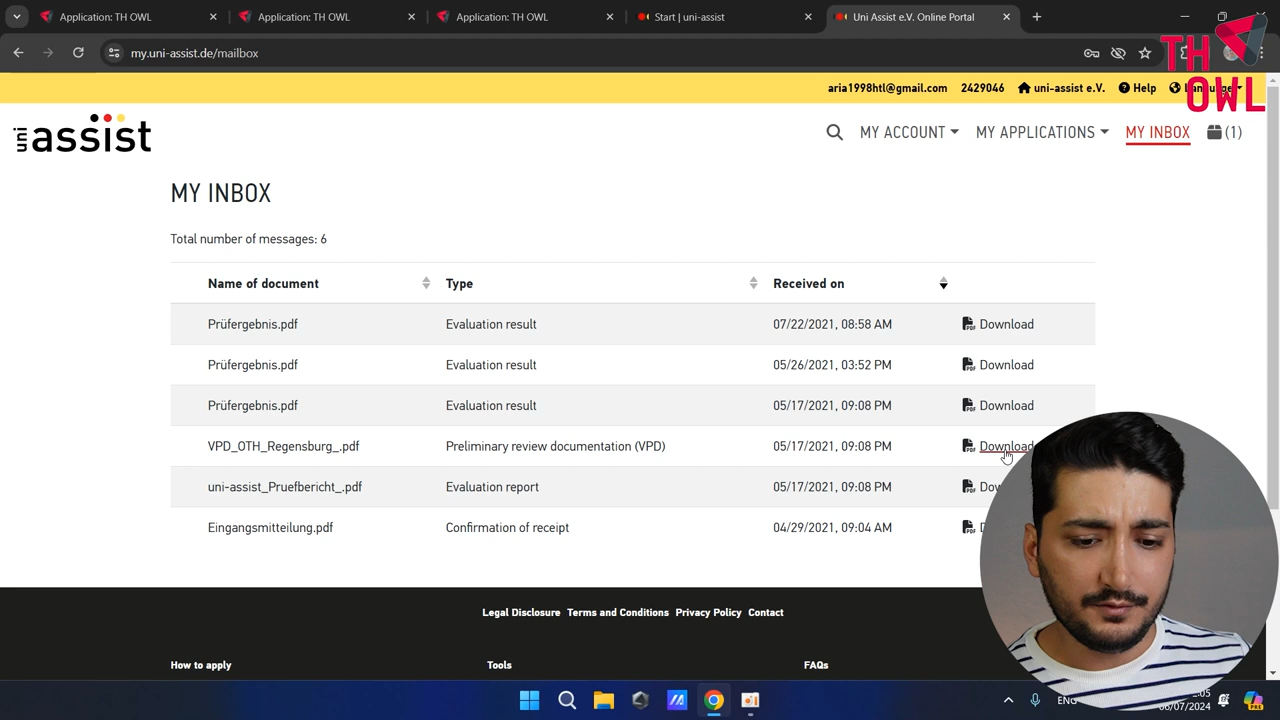 Application: TH OWL
Application: TH OWL
Application: TH OWL
Start | uni-assist
Uni Assist e.V. Online Portal
my.uni-assist.de/mailbox
TH
OWL
aria1998htl@gmail.com 2429046 uni-assist e.V. Help
uni assist
MY ACCOUNT MY APPLICATIONS MY INBOX (1)
MY INBOX
Total number of messages: 6
Name of document Type Received on
Prüfergebnis.pdf Evaluation result 07/22/2021, 08:58 AM Download
Prüfergebnis.pdf Evaluation result 05/26/2021, 03:52 PM Download
Prüfergebnis.pdf Evaluation result 05/17/2021, 09:08 PM Download
VPD_OTH_Regensburg_.pdf Preliminary review documentation (VPD) 05/17/2021, 09:08 PM Download
uni-assist_Pruefbericht_.pdf Evaluation report 05/17/2021, 09:08 PM
Eingangsmitteilung.pdf Confirmation of receipt 04/29/2021, 09:04 AM
Legal Disclosure Terms and Conditions Privacy Policy Contact
How to apply Tools FAQs
ENG